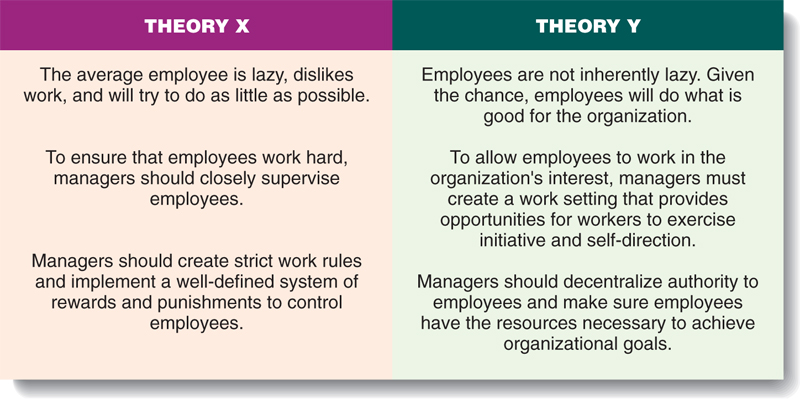 THEORY X
The average employee is lazy, dislikes
work, and will try to do as little as possible.
To ensure that employees work hard,
managers should closely supervise
employees.
Managers should create strict work rules
and implement a well-defined system of
rewards and punishments to control
employees.
THEORY Y
Employees are not inherently lazy. Given
the chance, employees will do what is
good for the organization.
To allow employees to work in the
organization's interest, managers must
create a work setting that provides
opportunities for workers to exercise
initiative and self-direction.
Managers should decentralize authority to
employees and make sure employees
have the resources necessary to achieve
organizational goals.